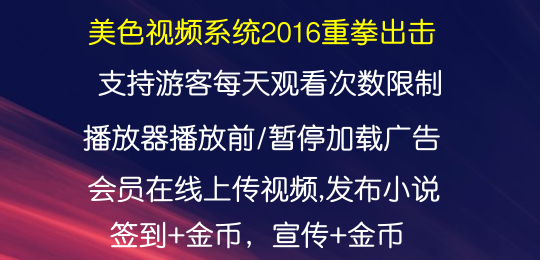 美色视频系统2016重拳出击
支持游客每天观看次数限制
播放器播放前/暂停加载广告
会员在线上传视频,发布小说
签到+金币，宣传+金币